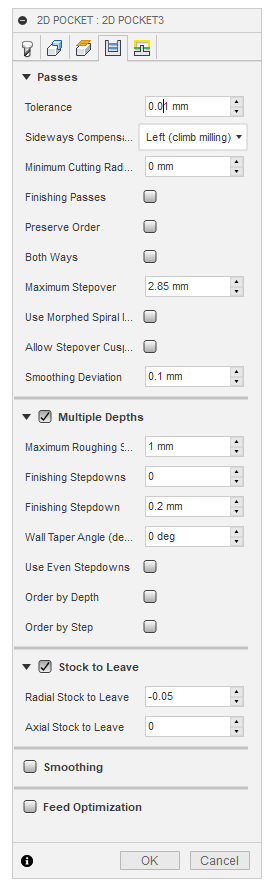 2D POCKET : 2D POCKET3
Passes
Tolerance 0.01 mm
Sideways Compensa... Left (climb milling)
Minimum Cutting Rad... 0 mm
Finishing Passes
Preserve Order
Both Ways
Maximum Stepover 2.85 mm
Use Morphed Spiral I...
Allow Stepover Cusp...
Smoothing Deviation 0.1 mm
Multiple Depths
Maximum Roughing S... 1 mm
Finishing Stepdowns 0
Finishing Stepdown 0.2 mm
Wall Taper Angle (de... 0 deg
Use Even Stepdowns
Order by Depth
Order by Step
Stock to Leave
Radial Stock to Leave -0.05
Axial Stock to Leave 0
Smoothing
Feed Optimization
OK Cancel